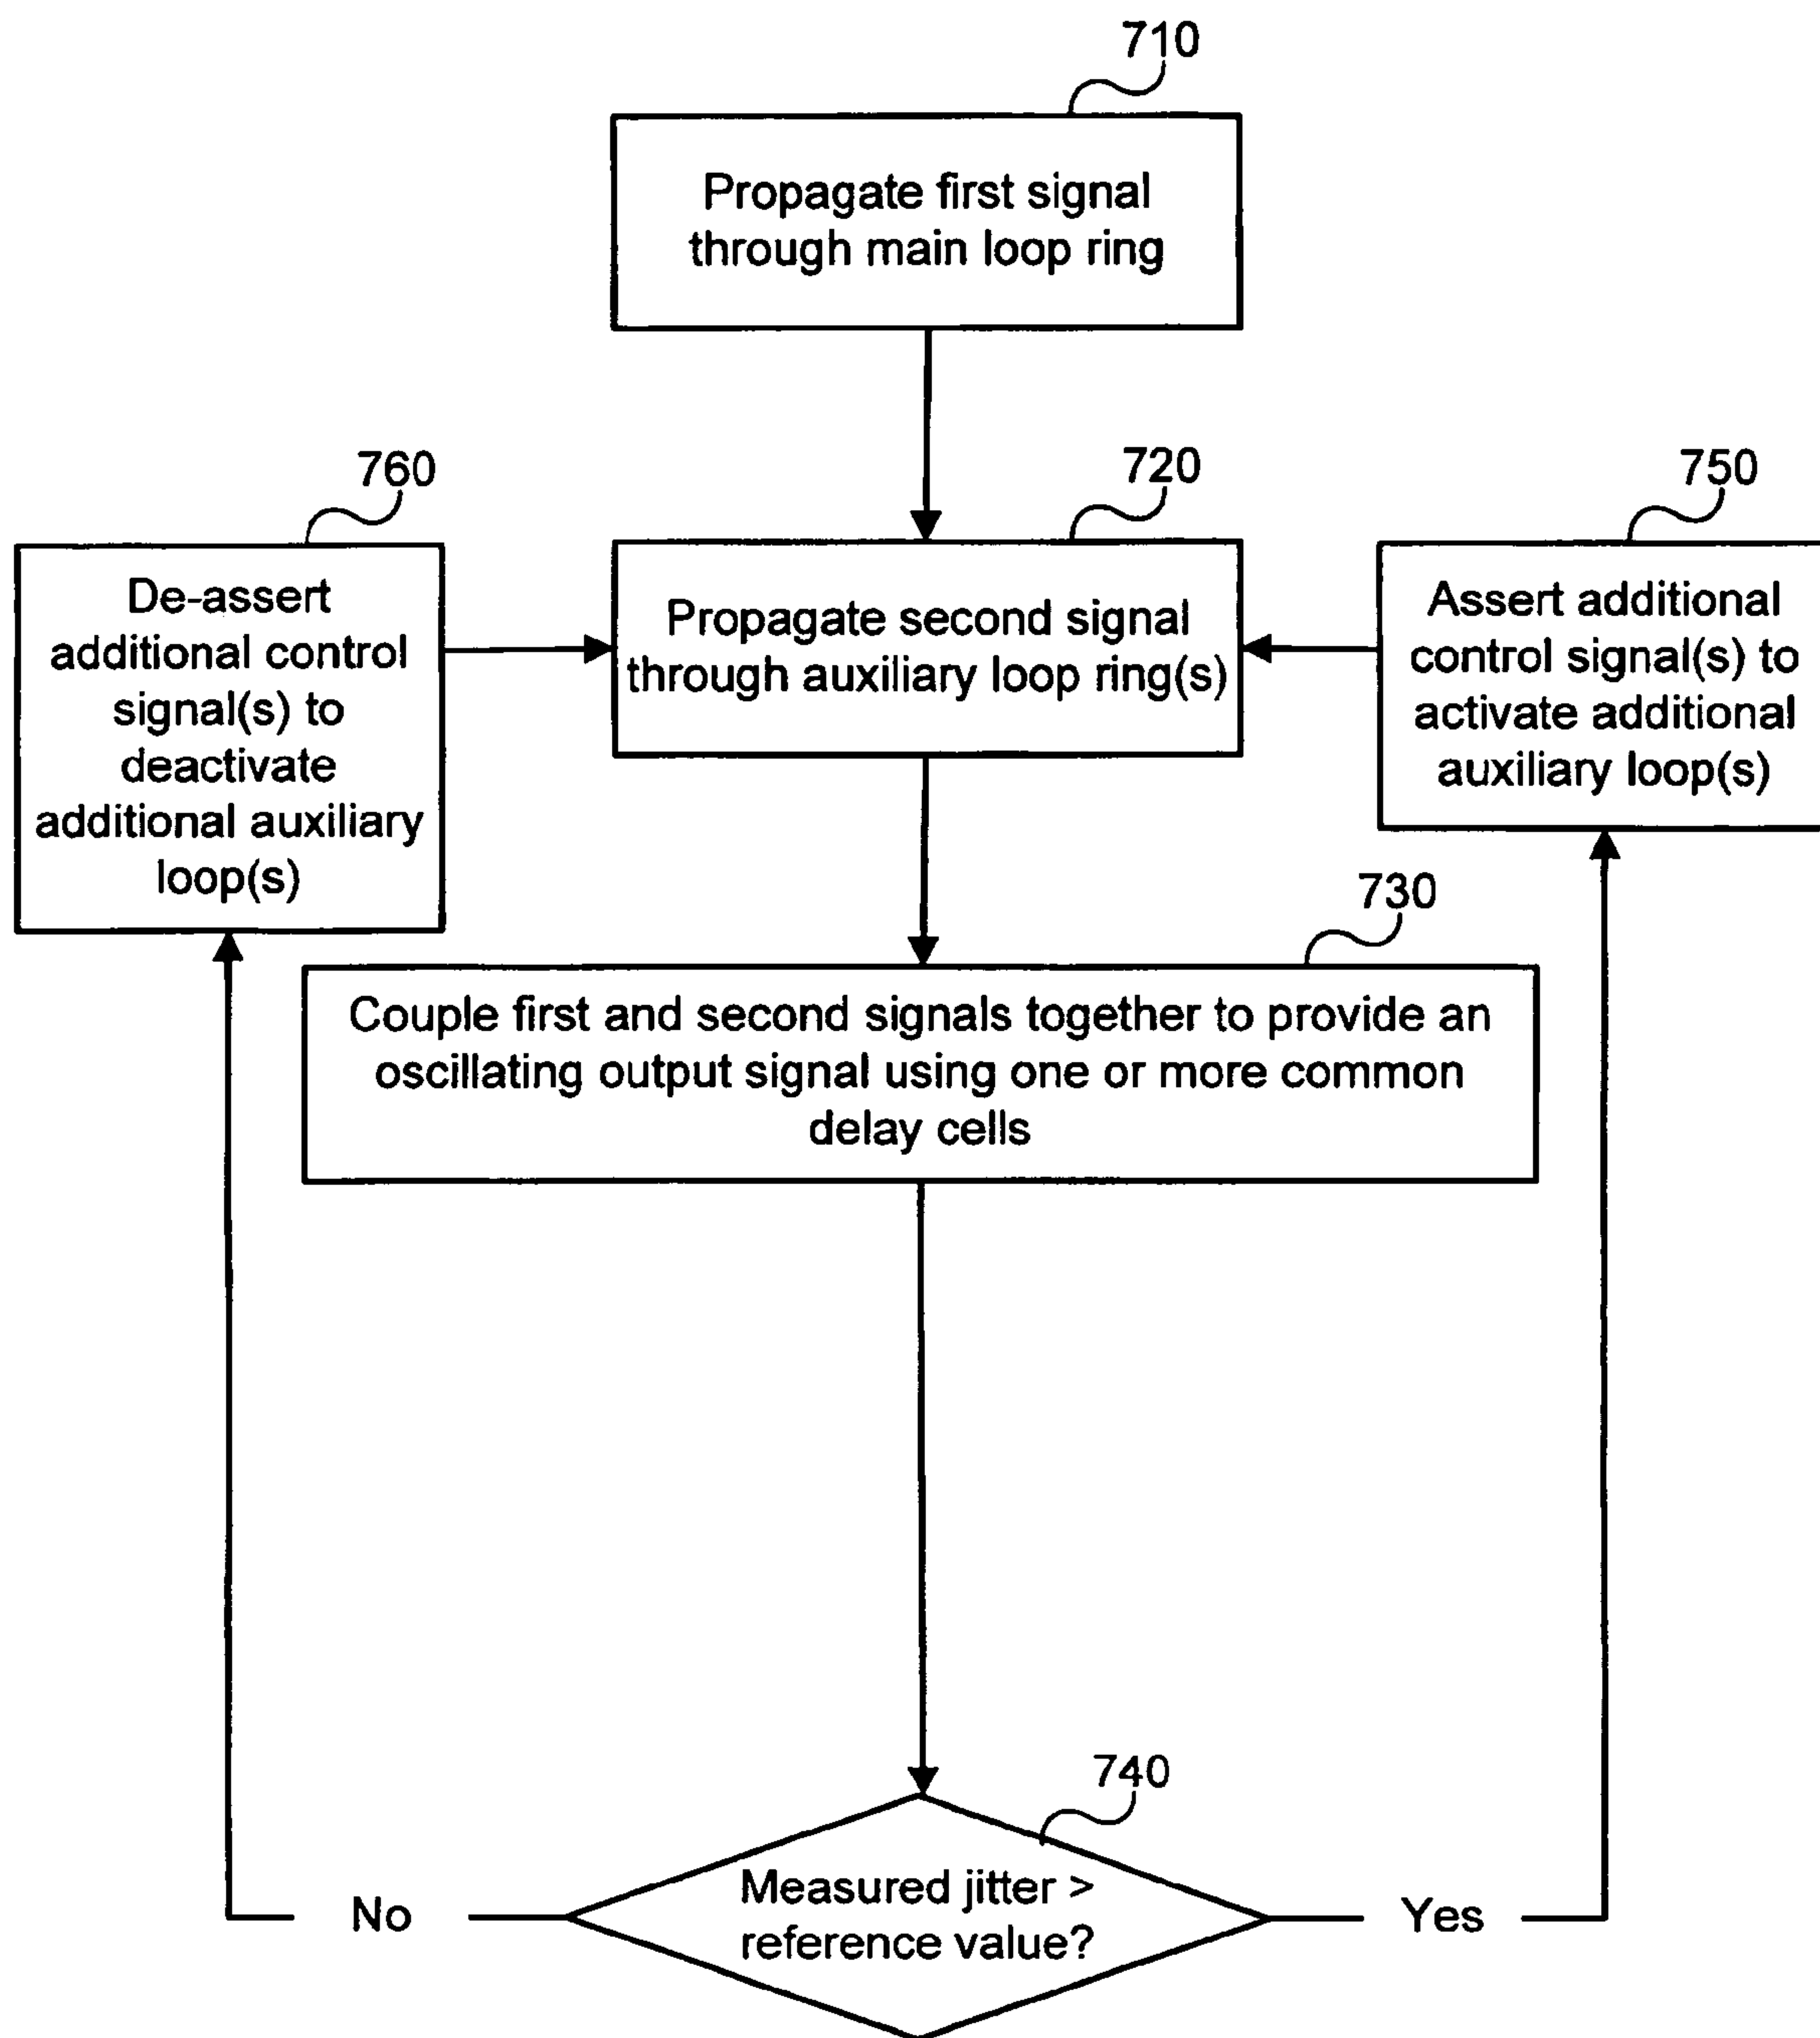 710
Propagate first signal
through main loop ring
760
720
750
De-assert
additional control
signal(s) to
deactivate
additional auxiliary
loop(s)
Propagate second signal
through auxiliary loop ring(s)
Assert additional
control signal(s) to
activate additional
auxiliary loop(s)
730
Couple first and second signals together to provide an
oscillating output signal using one or more common
delay cells
740
Measured jitter >
reference value?
No
Yes